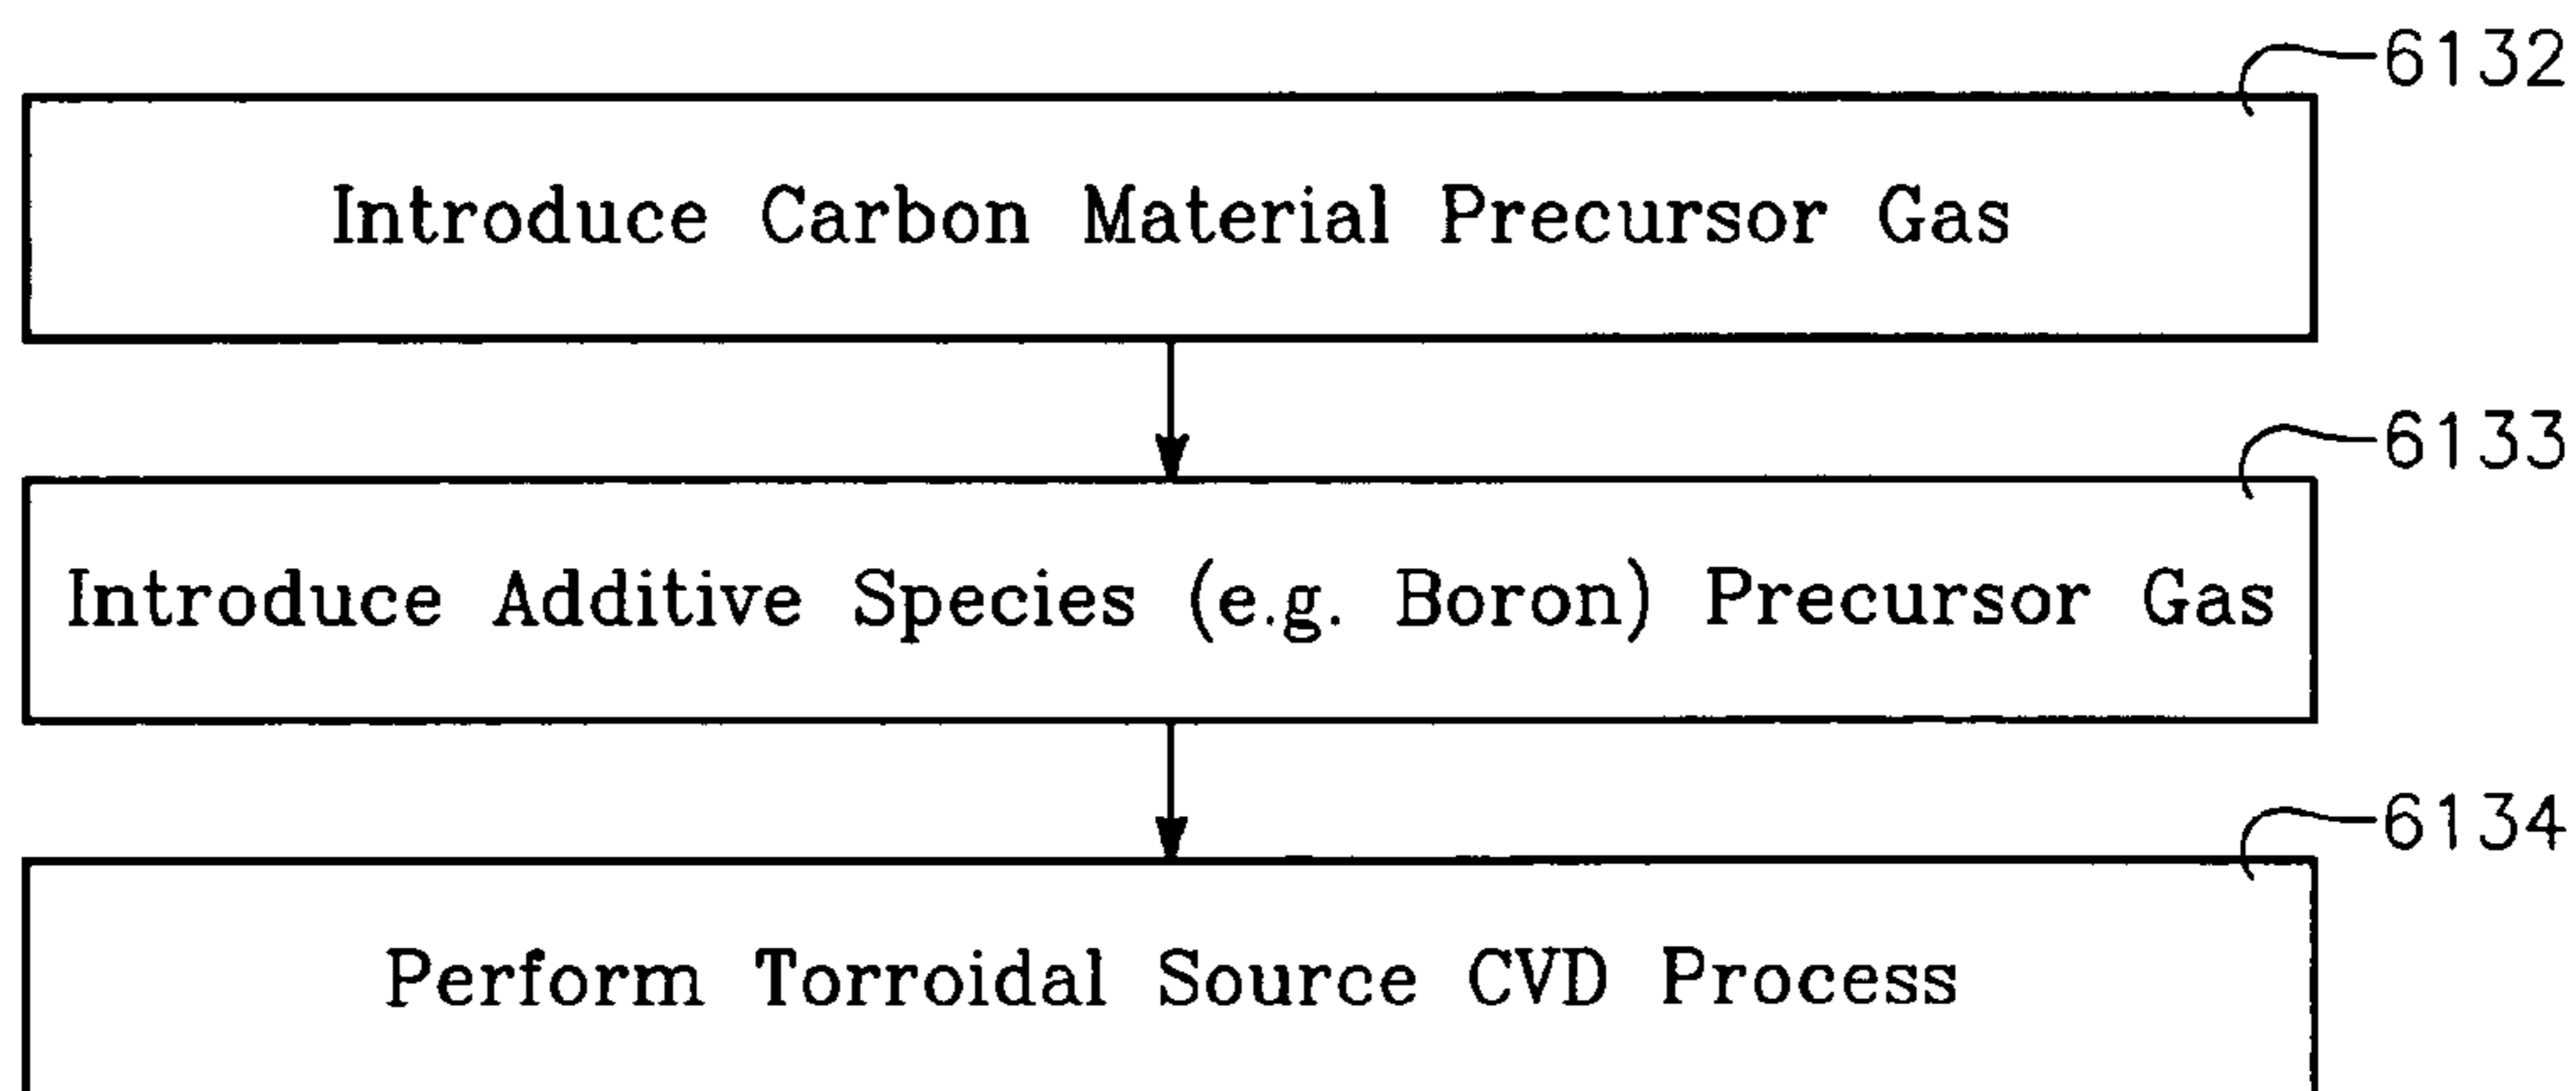 6132
Introduce Carbon Material Precursor Gas
6133
Introduce Additive Species (e.g. Boron) Precursor Gas
6134
Perform Torroidal Source CVD Process